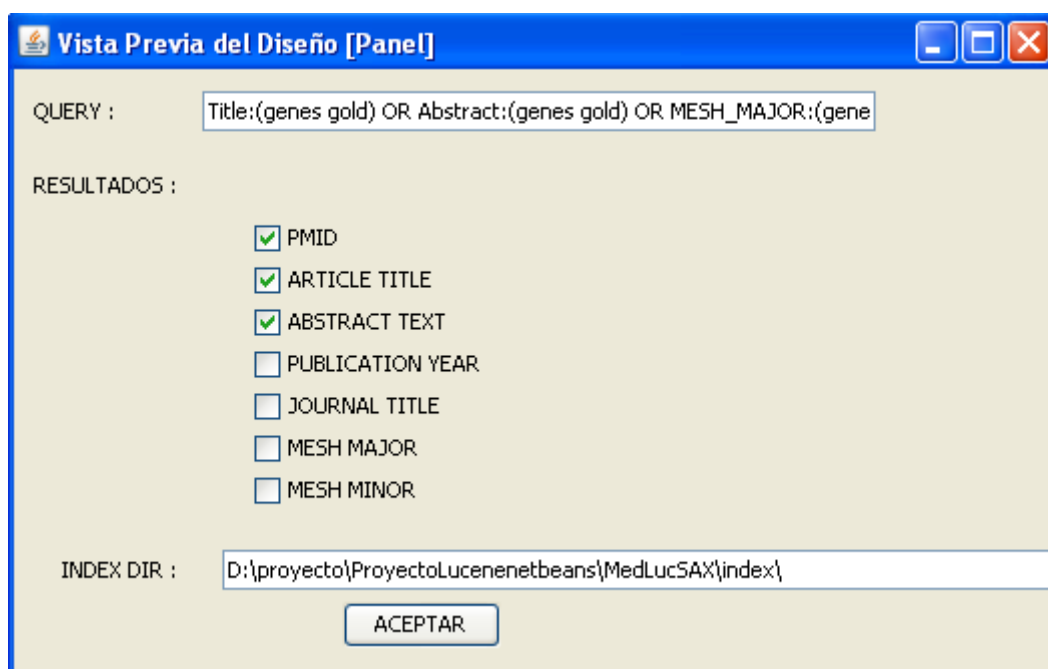 Vista Previa del Diseño [Panel]
QUERY : Title:(genes gold) OR Abstract:(genes gold) OR MESH_MAJOR:(gene
RESULTADOS :
PMID
ARTICLE TITLE
ABSTRACT TEXT
PUBLICATION YEAR
JOURNAL TITLE
MESH MAJOR
MESH MINOR
INDEX DIR : D:\proyecto\ProyectoLucenenetbeans\MedLucSAX\index\
ACEPTAR